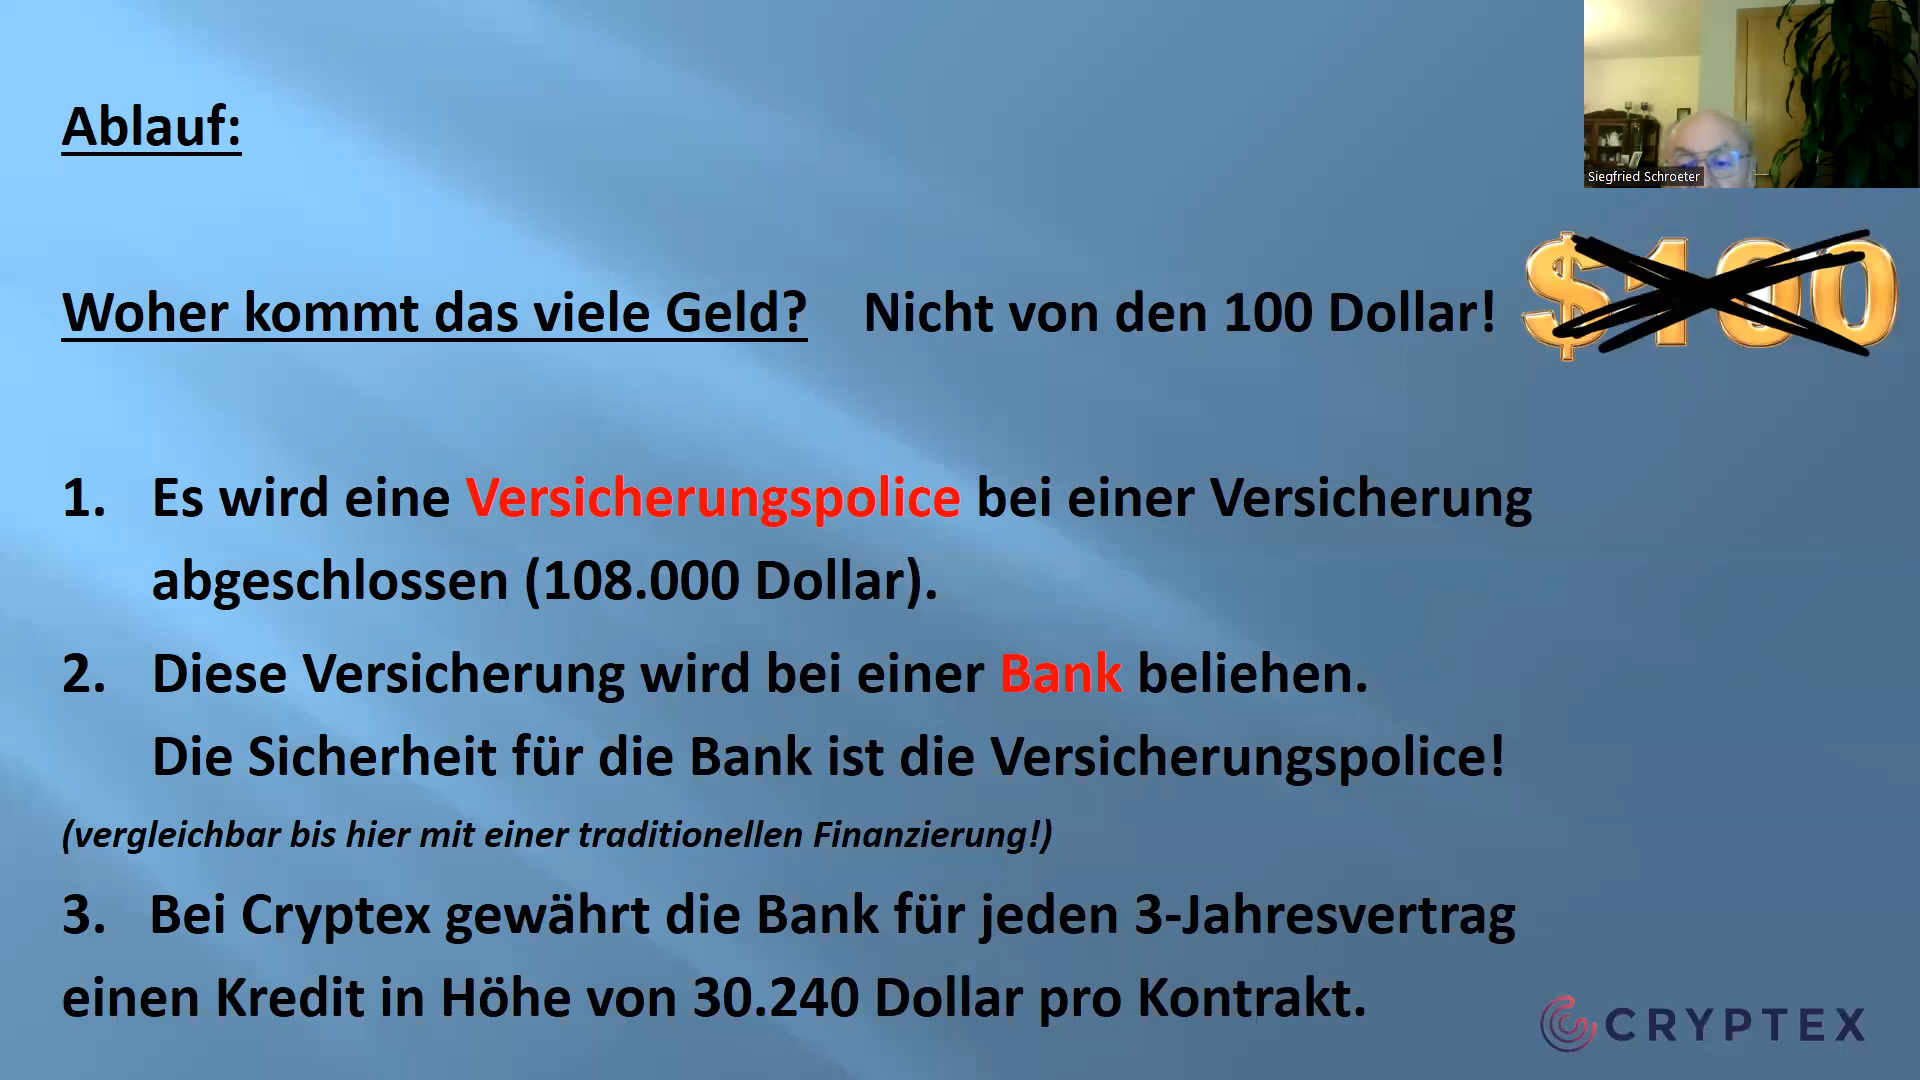 Siegfried Schroeter
Ablauf:
$100
Woher kommt das viele Geld? Nicht von den 100 Dollar!
1. Es wird eine Versicherungspolice bei einer Versicherung
abgeschlossen (108.000 Dollar).
2. Diese Versicherung wird bei einer Bank beliehen.
Die Sicherheit für die Bank ist die Versicherungspolice!
(vergleichbar bis hier mit einer traditionellen Finanzierung!)
3. Bei Cryptex gewährt die Bank für jeden 3-Jahresvertrag
einen Kredit in Höhe von 30.240 Dollar pro Kontrakt.
CRYPTEX